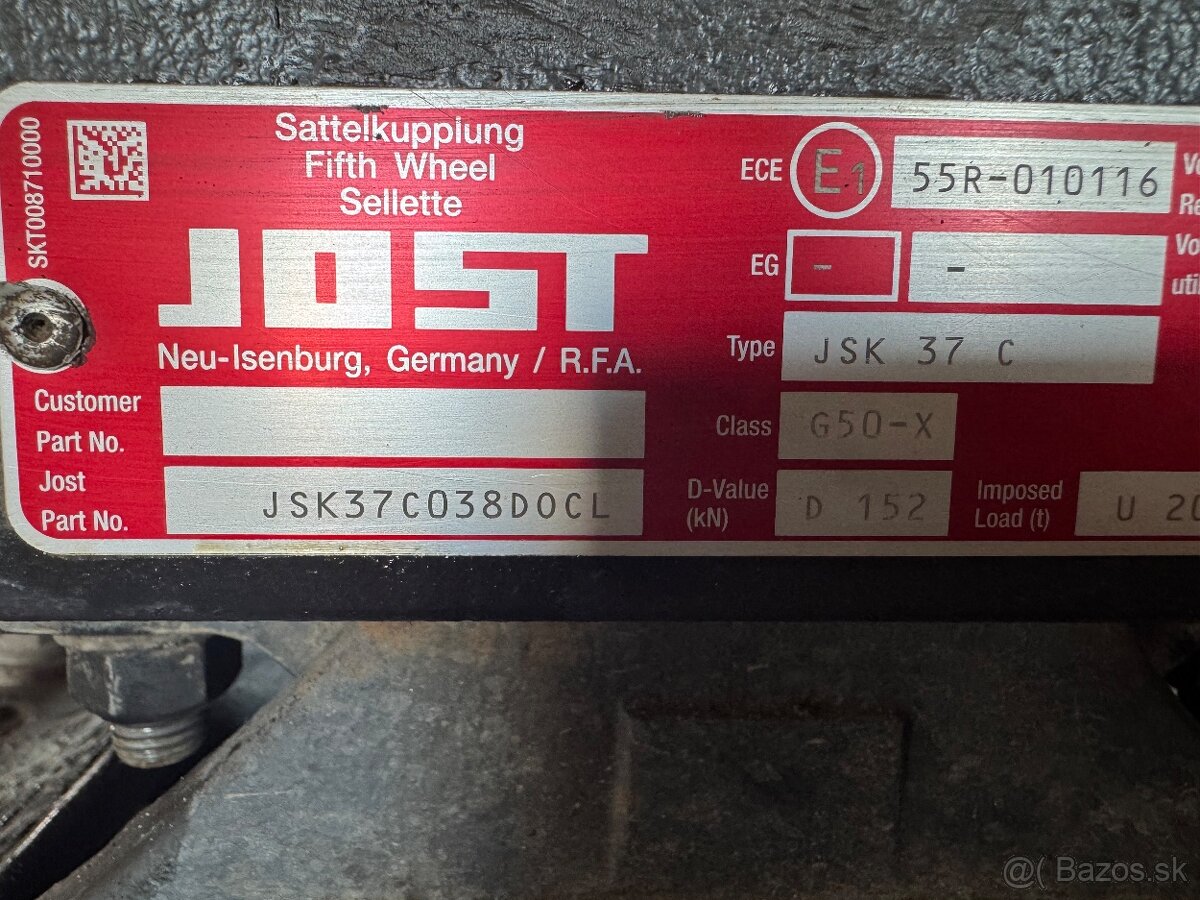 SKT008710000
Sattelkupplung
Fifth Wheel
Sellette
JOST
Neu-Isenburg, Germany / R.F.A.
Customer
Part No.
Jost
Part No.
JSK37C038D0CL
ECE E1 55R-010116
EG - -
Type JSK 37 C
Class G50-X
D-Value
(kN) D 152
Imposed
Load (t) U 20
@( Bazos.sk